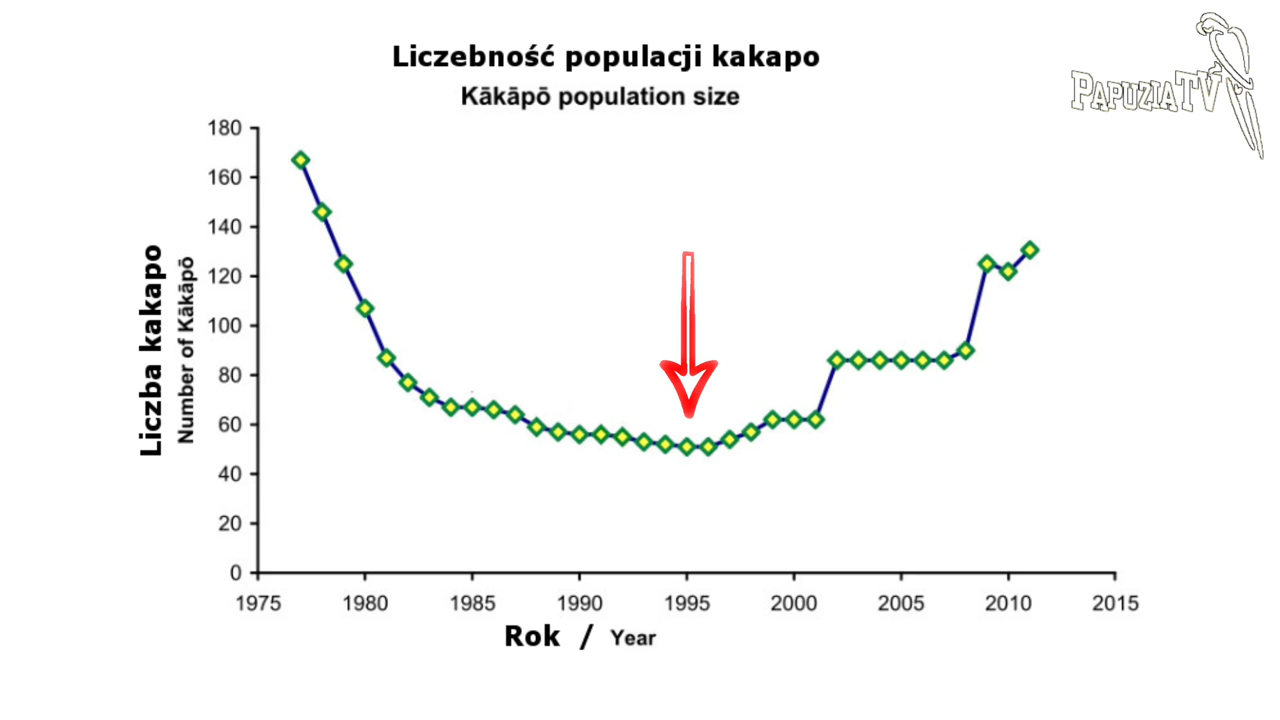 Liczebność populacji kakapo
Kākāpō population size
PAPUZIATV
Liczba kakapo
Number of Kākāpō
180
160
140
120
100
80
60
40
20
0
1975 1980 1985 1990 1995 2000 2005 2010 2015
Rok / Year